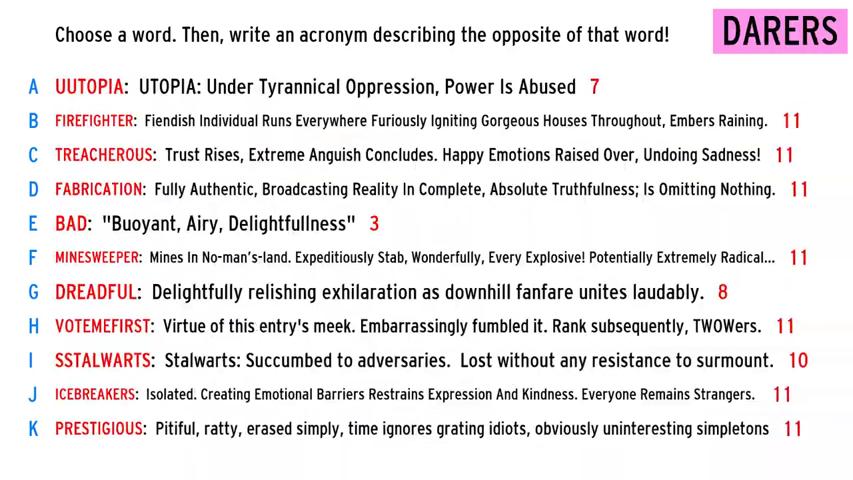 Choose a word. Then, write an acronym describing the opposite of that word!
DARERS
A UUTOPIA: UTOPIA: Under Tyrannical Oppression, Power Is Abused 7
B FIREFIGHTER: Fiendish Individual Runs Everywhere Furiously Igniting Gorgeous Houses Throughout, Embers Raining. 11
C TREACHEROUS: Trust Rises, Extreme Anguish Concludes. Happy Emotions Raised Over, Undoing Sadness! 11
D FABRICATION: Fully Authentic, Broadcasting Reality In Complete, Absolute Truthfulness; Is Omitting Nothing. 11
E BAD: "Buoyant, Airy, Delightfullness" 3
F MINESWEEPER: Mines In No-man's-land. Expeditiously Stab, Wonderfully, Every Explosive! Potentially Extremely Radical... 11
G DREADFUL: Delightfully relishing exhilaration as downhill fanfare unites laudably. 8
H VOTEMEFIRST: Virtue of this entry's meek. Embarrassingly fumbled it. Rank subsequently, TWOWers. 11
I SSTALWARTS: Stalwarts: Succumbed to adversaries. Lost without any resistance to surmount. 10
J ICEBREAKERS: Isolated. Creating Emotional Barriers Restrains Expression And Kindness. Everyone Remains Strangers. 11
K PRESTIGIOUS: Pitiful, ratty, erased simply, time ignores grating idiots, obviously uninteresting simpletons 11